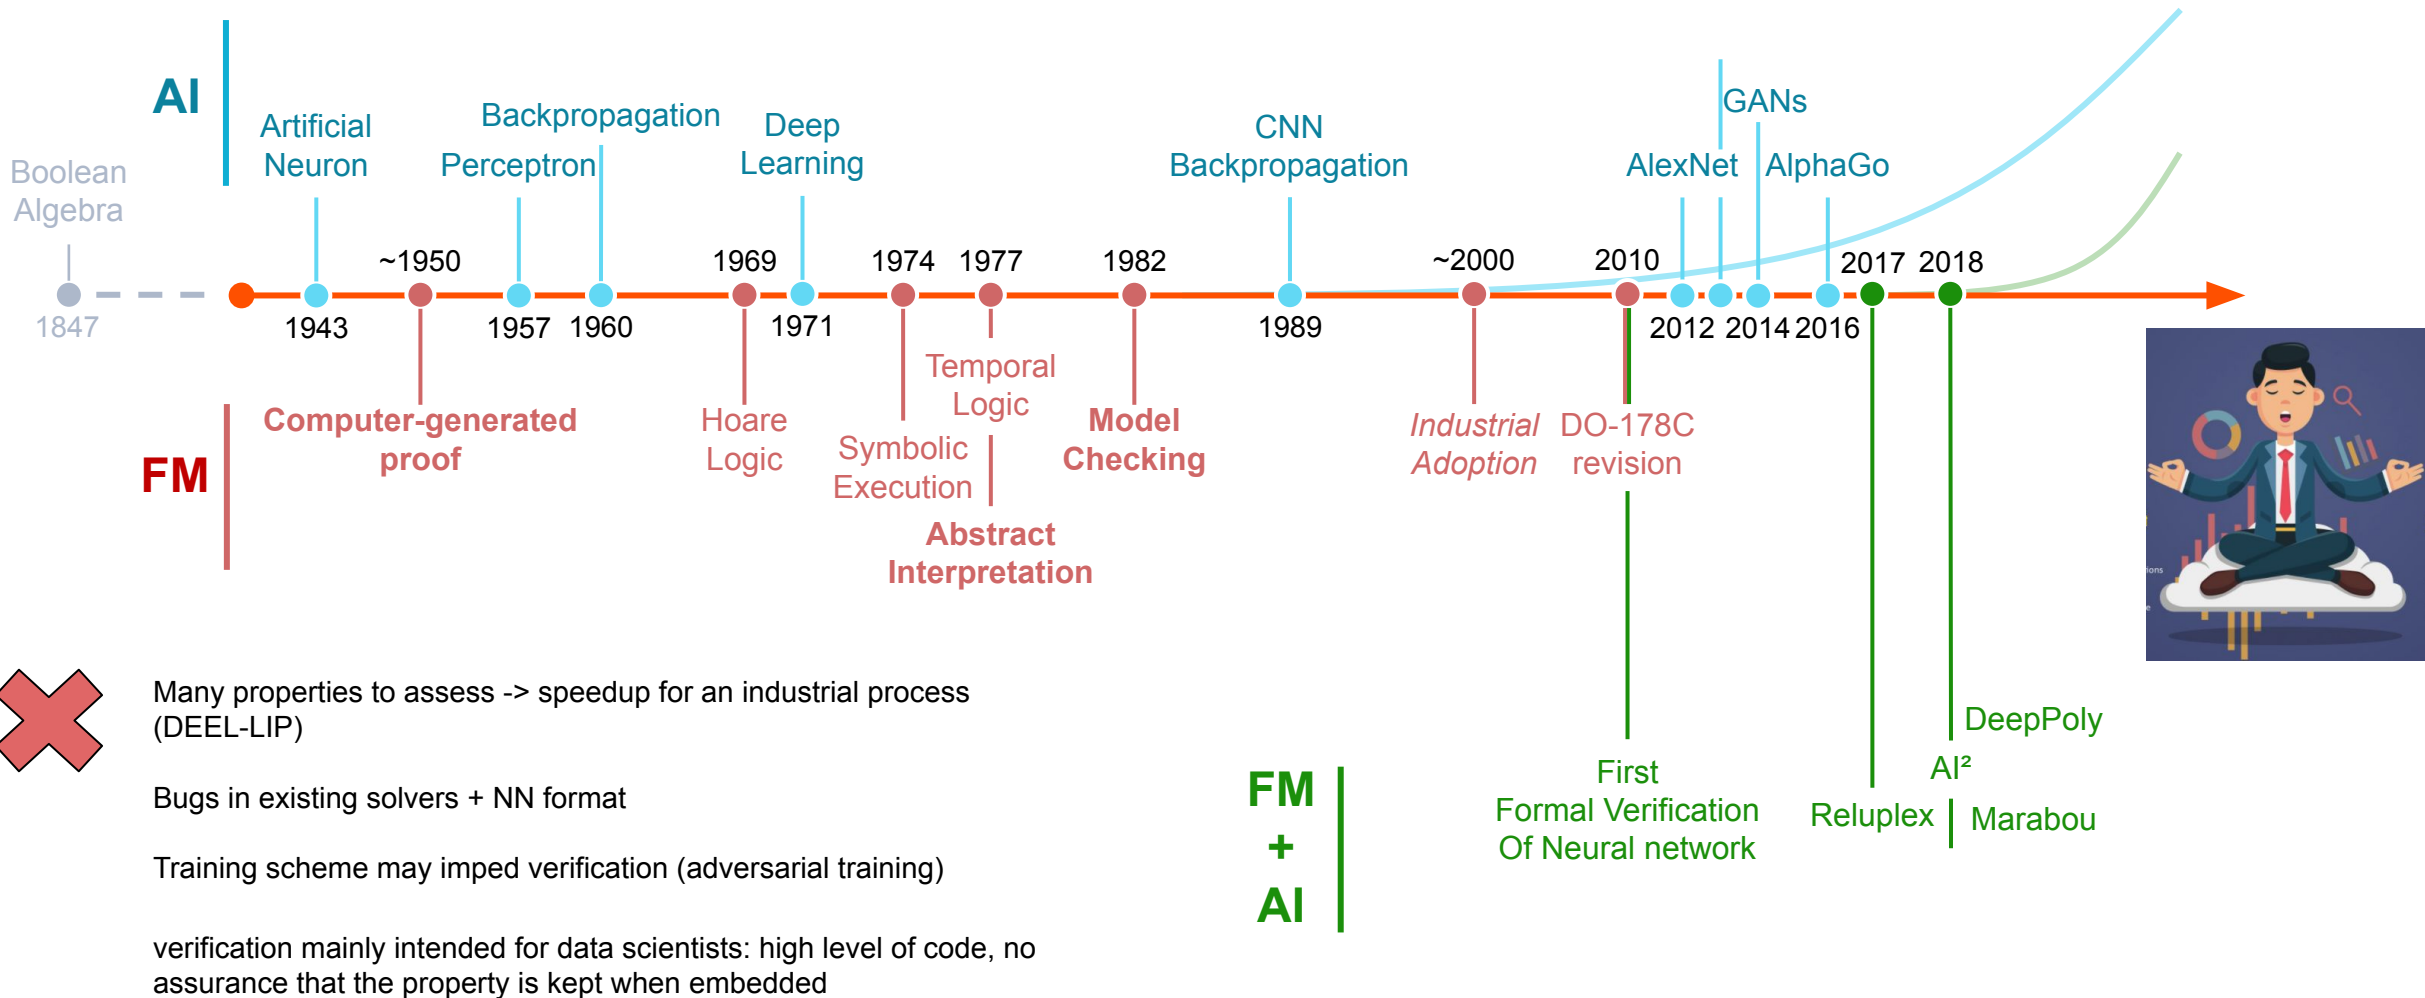 AI
Boolean
Algebra
1847
Artificial
Neuron
1943
~1950
Computer-generated
proof
Perceptron
1957
Backpropagation
1960
1969
Hoare
Logic
Deep
Learning
1971
1974
Symbolic
Execution
1977
Temporal
Logic
Abstract
Interpretation
1982
Model
Checking
CNN
Backpropagation
1989
~2000
Industrial
Adoption
2010
DO-178C
revision
First
Formal Verification
Of Neural network
AlexNet
2012
GANs
2014
AlphaGo
2016
2017
Reluplex
2018
DeepPoly
AI²
Marabou
FM
FM
+
AI
Many properties to assess -> speedup for an industrial process
(DEEL-LIP)
Bugs in existing solvers + NN format
Training scheme may imped verification (adversarial training)
verification mainly intended for data scientists: high level of code, no
assurance that the property is kept when embedded